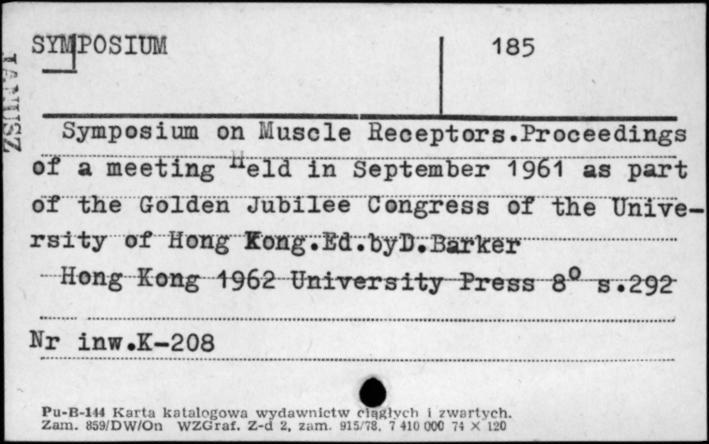 SYMPOSIUM 185
JANUSZ
Symposium on Muscle Receptors.Proceedings
of a meeting Held in September 1961 as part
of the Golden Jubilee Congress of the Unive-
rsity of Hong Kong.Ed.byD.Barker
Hong Kong 1962 University Press 8° s.292
Nr inw.K-208
Pu-B-144 Karta katalogowa wydawnictw ciągłych i zwartych.
Zam. 859/DW/On WZGraf. Z-d 2, zam. 915/78. 7 410 000 74 X 120